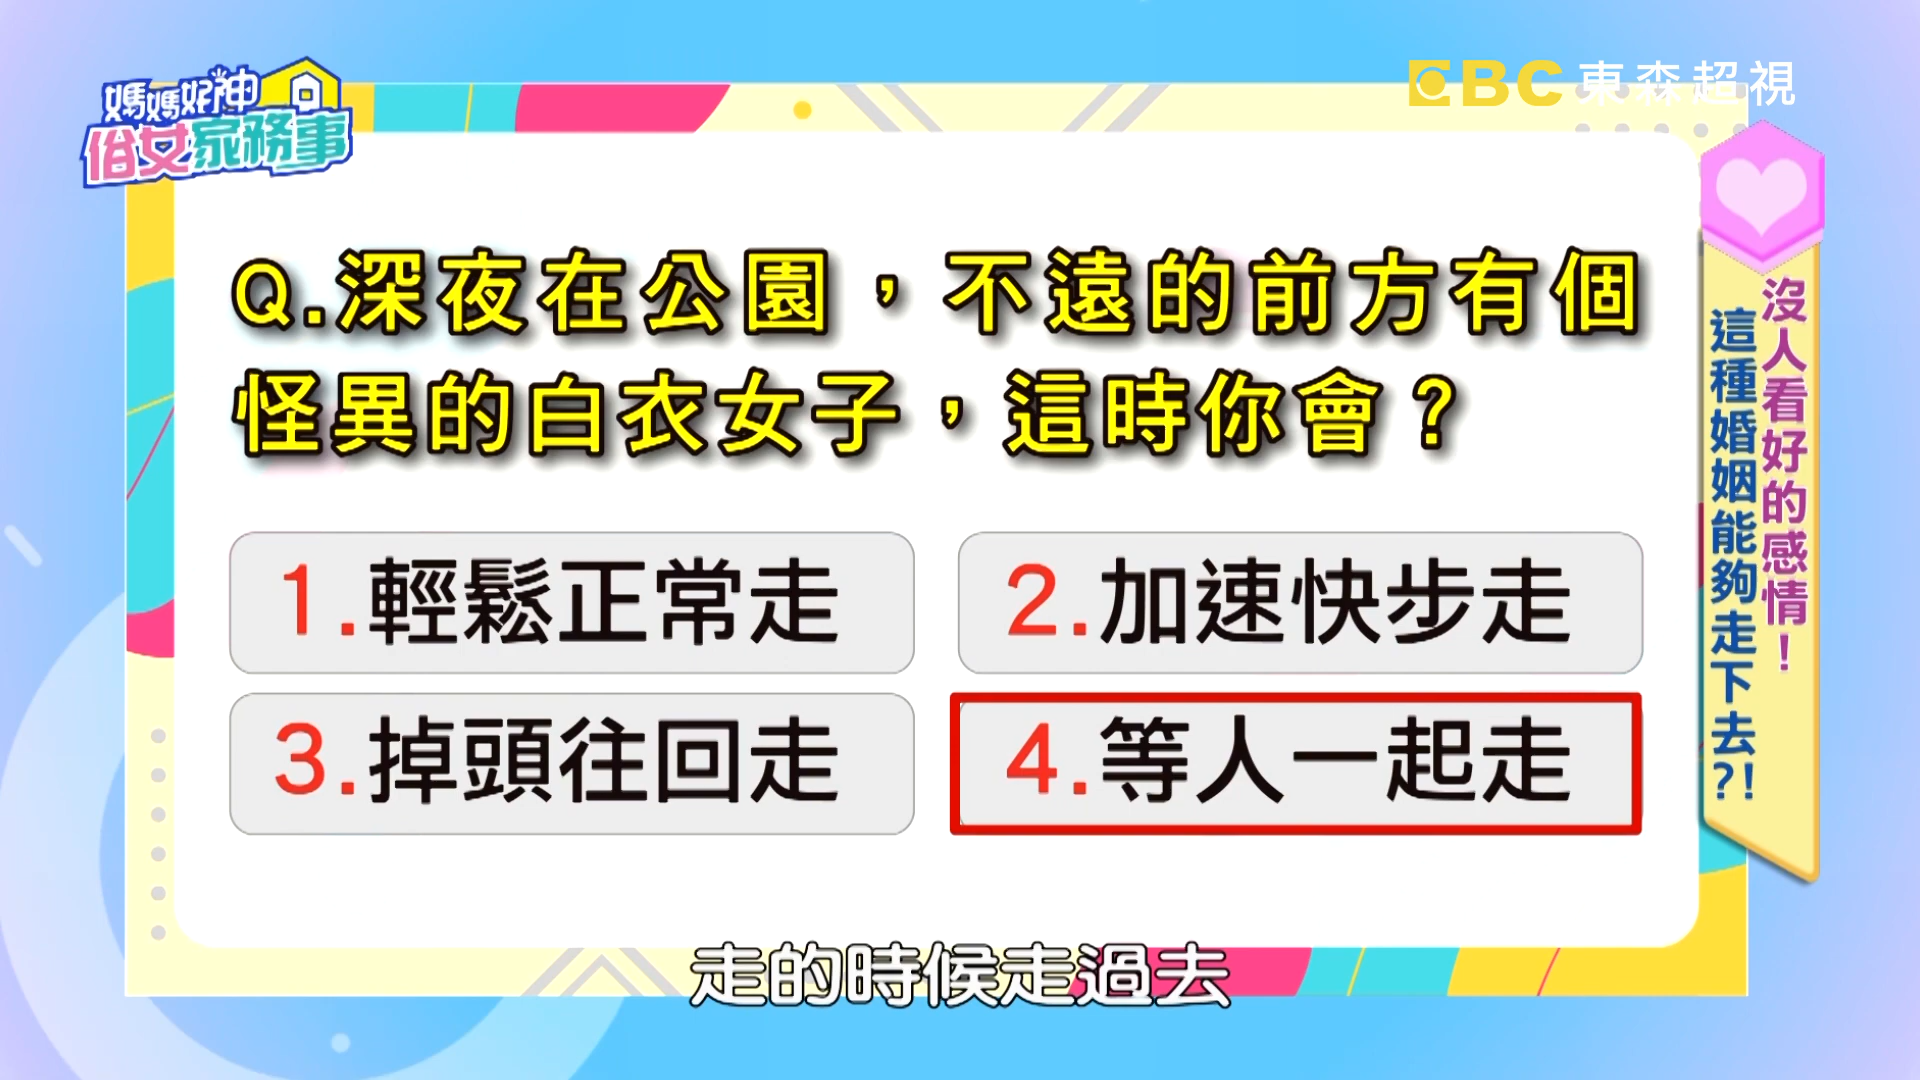 媽媽好神
俗女家務事
EBC 東森超視
Q.深夜在公園，不遠的前方有個
怪異的白衣女子，這時你會？
1.輕鬆正常走
2.加速快步走
3.掉頭往回走
4.等人一起走
沒人看好的感情！
這種婚姻能夠走下去?!
走的時候走過去